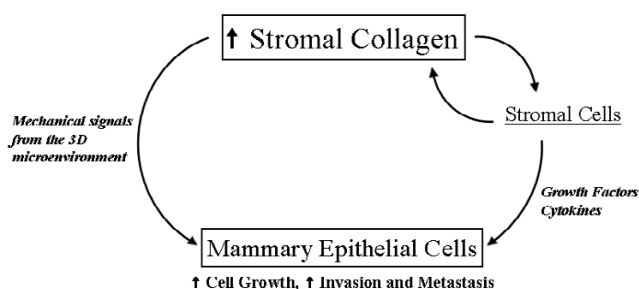 ↑ Stromal Collagen
Mechanical signals
from the 3D
microenvironment
Stromal Cells
Growth Factors
Cytokines
Mammary Epithelial Cells
↑ Cell Growth, ↑ Invasion and Metastasis